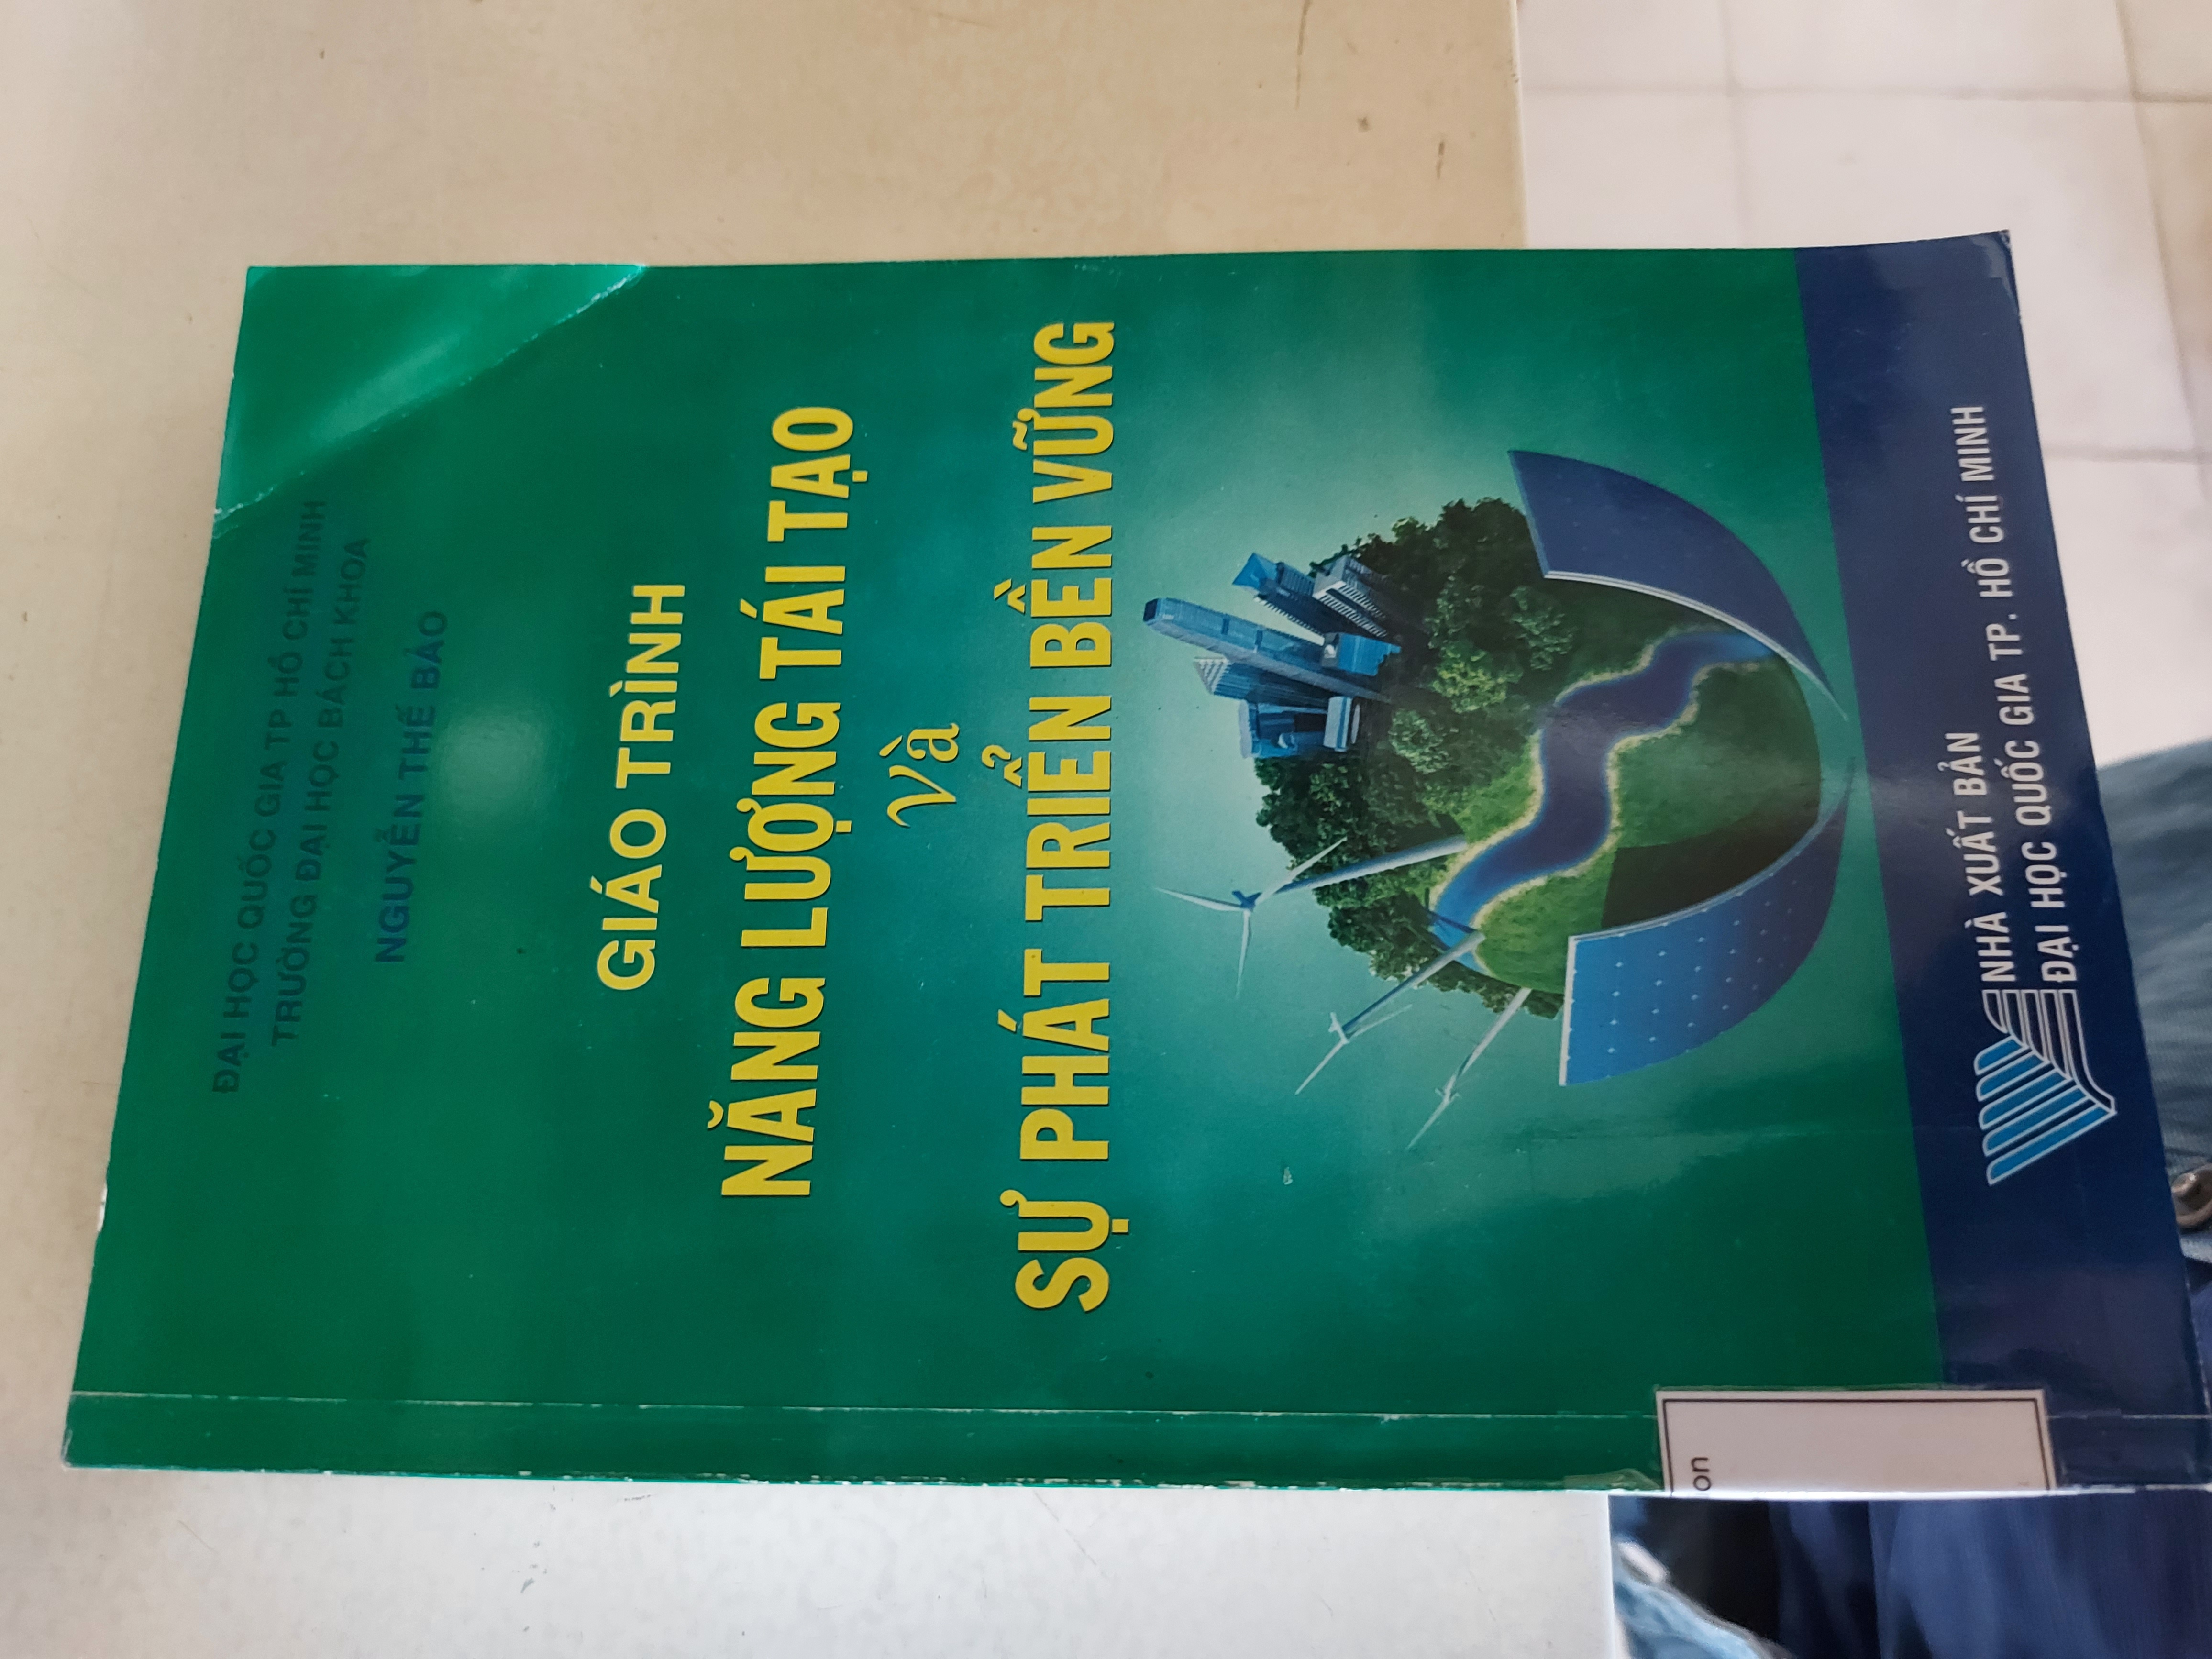 ĐẠI HỌC QUỐC GIA TP HỒ CHÍ MINH
TRƯỜNG ĐẠI HỌC BÁCH KHOA
NGUYỄN THẾ BẢO
GIÁO TRÌNH
NĂNG LƯỢNG TÁI TẠO
và
SỰ PHÁT TRIỂN BỀN VỮNG
on
NHÀ XUẤT BẢN
ĐẠI HỌC QUỐC GIA TP. HỒ CHÍ MINH